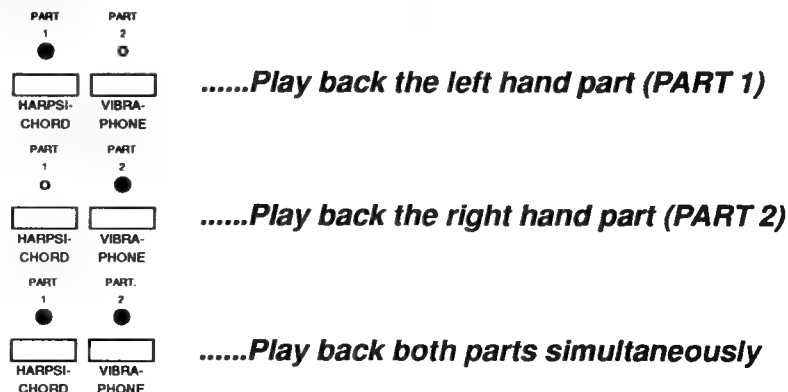 PART PART
1 2
HARPSI- VIBRA-
CHORD PHONE
......Play back the left hand part (PART 1)
PART PART
1 2
HARPSI- VIBRA-
CHORD PHONE
......Play back the right hand part (PART 2)
PART PART.
1 2
HARPSI- VIBRA-
CHORD PHONE
......Play back both parts simultaneously